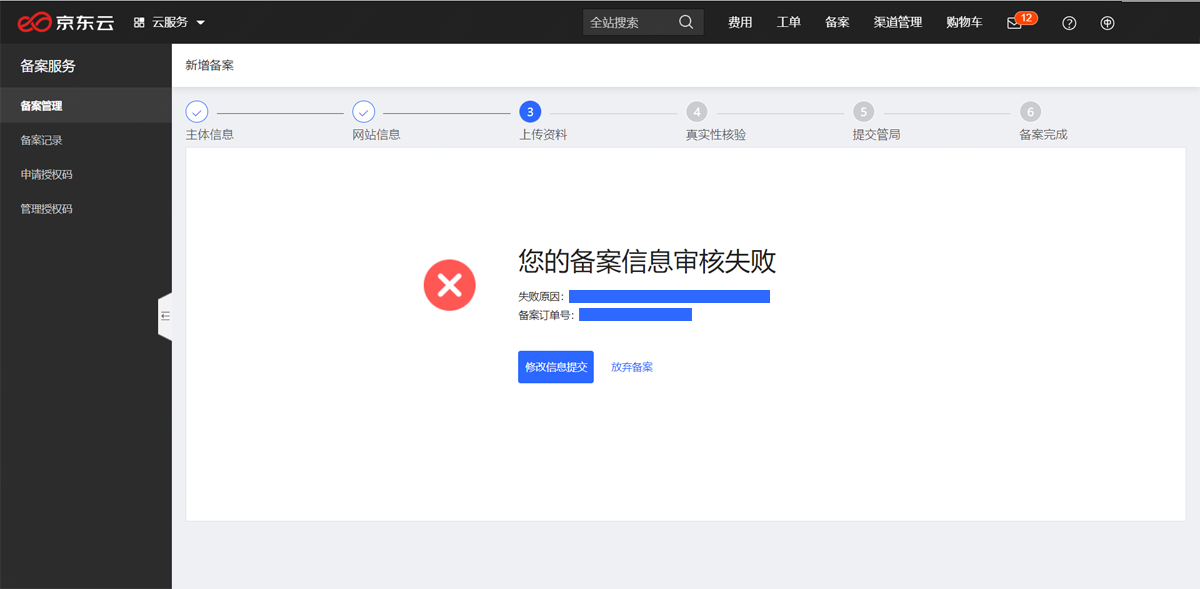 京东云 云服务 全站搜索 费用 工单 备案 渠道管理 购物车 12
备案服务
新增备案
备案管理
备案记录
申请授权码
管理授权码
3 4 5 6
主体信息 网站信息 上传资料 真实性核验 提交管局 备案完成
您的备案信息审核失败
失败原因：
备案订单号：
修改信息提交 放弃备案